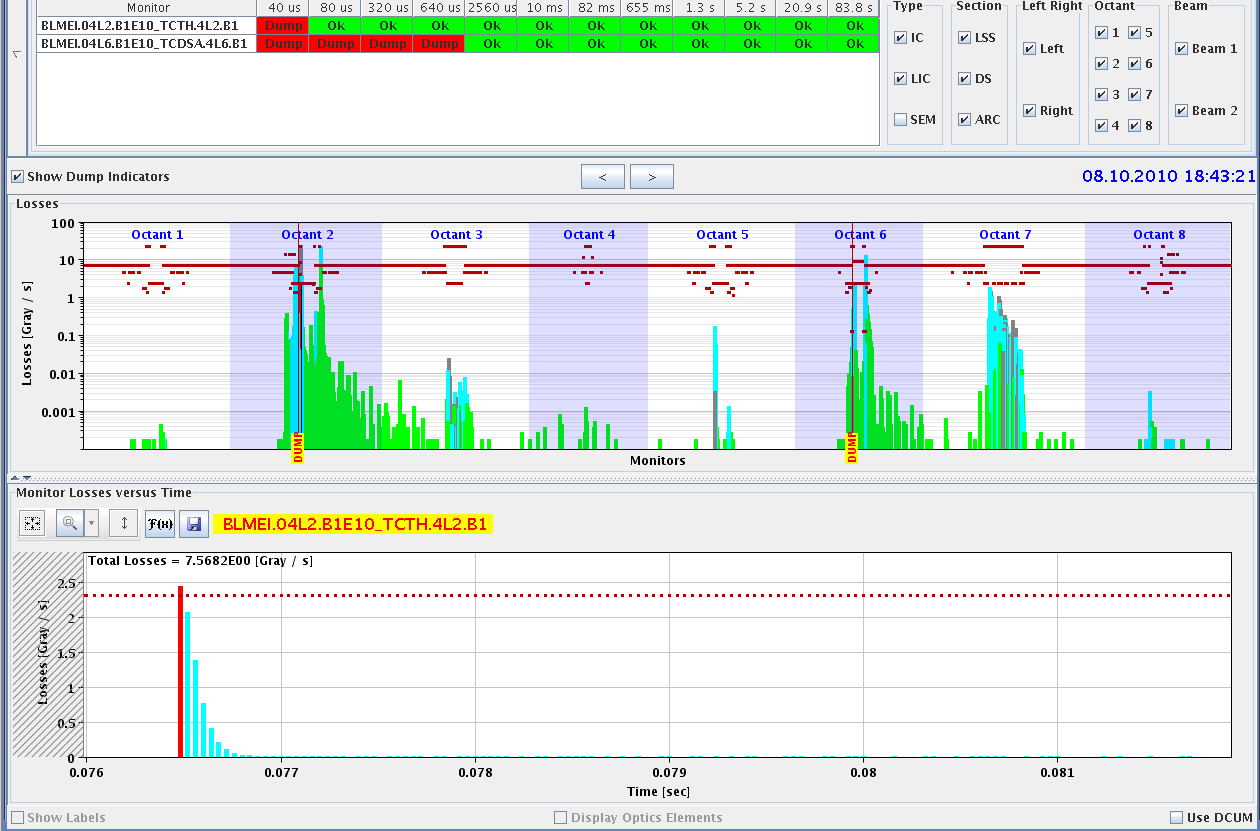 Monitor 40 us 80 us 320 us 640 us 2560 us 10 ms 82 ms 655 ms 1.3 s 5.2 s 20.9 s 83.8 s
BLMEI.04L2.B1E10_TCTH.4L2.B1 Dump Ok Ok Ok Ok Ok Ok Ok Ok Ok Ok Ok
BLMEI.04L6.B1E10_TCDSA.4L6.B1 Dump Dump Dump Dump Ok Ok Ok Ok Ok Ok Ok Ok
Type Section Left Right Octant Beam
IC LSS Left 1 5 Beam 1
LIC DS 2 6
SEM ARC Right 3 7 Beam 2
4 8
Show Dump Indicators < > 08.10.2010 18:43:21
Losses
Octant 1 Octant 2 Octant 3 Octant 4 Octant 5 Octant 6 Octant 7 Octant 8
100
10
1
0.1
0.01
0.001
Losses [Gray / s]
DUMP DUMP
Monitors
Monitor Losses versus Time
F(x) BLMEI.04L2.B1E10_TCTH.4L2.B1
Total Losses = 7.5682E00 [Gray / s]
2.5
2
1.5
1
0.5
0
Losses [Gray / s]
0.076 0.077 0.078 0.079 0.08 0.081
Time [sec]
Show Labels Display Optics Elements Use DCUM